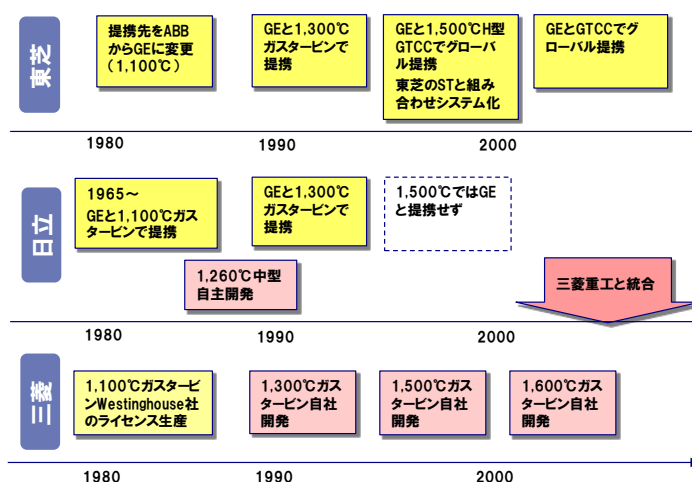 東芝
提携先をABB
からGEに変更
（1,100℃）
GEと1,300℃
ガスタービンで
提携
GEと1,500℃H型
GTCCでグローバ
ル提携
東芝のSTと組み
合わせシステム化
GEとGTCCでグ
ローバル提携
1980
1990
2000
日立
1965～
GEと1,100℃ガス
タービンで提携
GEと1,300℃
ガスタービンで
提携
1,500℃ではGE
と提携せず
1,260℃中型
自主開発
三菱重工と統合
1980
1990
2000
三菱
1,100℃ガスタービ
ンWestinghouse社
のライセンス生産
1,300℃ガス
タービン自社
開発
1,500℃ガス
タービン自社
開発
1,600℃ガス
タービン自社
開発
1980
1990
2000